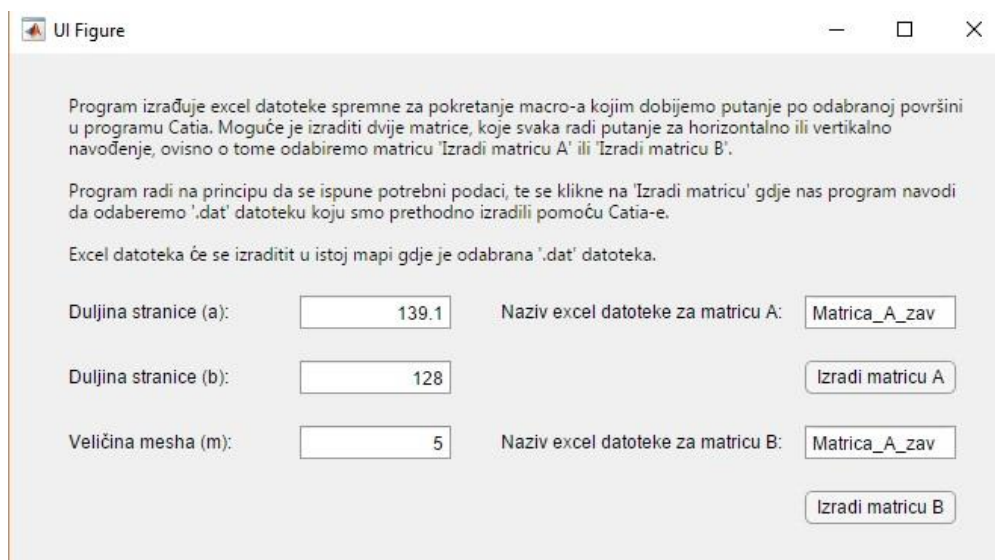 UI Figure
Program izrađuje excel datoteke spremne za pokretanje macro-a kojim dobijemo putanje po odabranoj površini
u programu Catia. Moguće je izraditi dvije matrice, koje svaka radi putanje za horizontalno ili vertikalno
navođenje, ovisno o tome odabiremo matricu 'Izradi matricu A' ili 'Izradi matricu B'.
Program radi na principu da se ispune potrebni podaci, te se klikne na 'Izradi matricu' gdje nas program navodi
da odaberemo '.dat' datoteku koju smo prethodno izradili pomoću Catia-e.
Excel datoteka će se izraditit u istoj mapi gdje je odabrana '.dat' datoteka.
Duljina stranice (a): 139.1 Naziv excel datoteke za matricu A: Matrica_A_zav
Duljina stranice (b): 128 Izradi matricu A
Veličina mesha (m): 5 Naziv excel datoteke za matricu B: Matrica_A_zav
Izradi matricu B